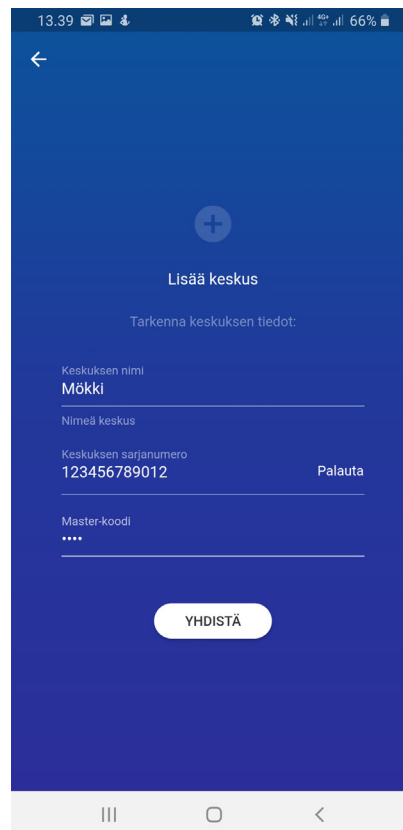 13.39 4G+ 66%
Lisää keskus
Tarkenna keskuksen tiedot:
Keskuksen nimi
Mökki
Nimeä keskus
Keskuksen sarjanumero
123456789012 Palauta
Master-koodi
••••
YHDISTÄ